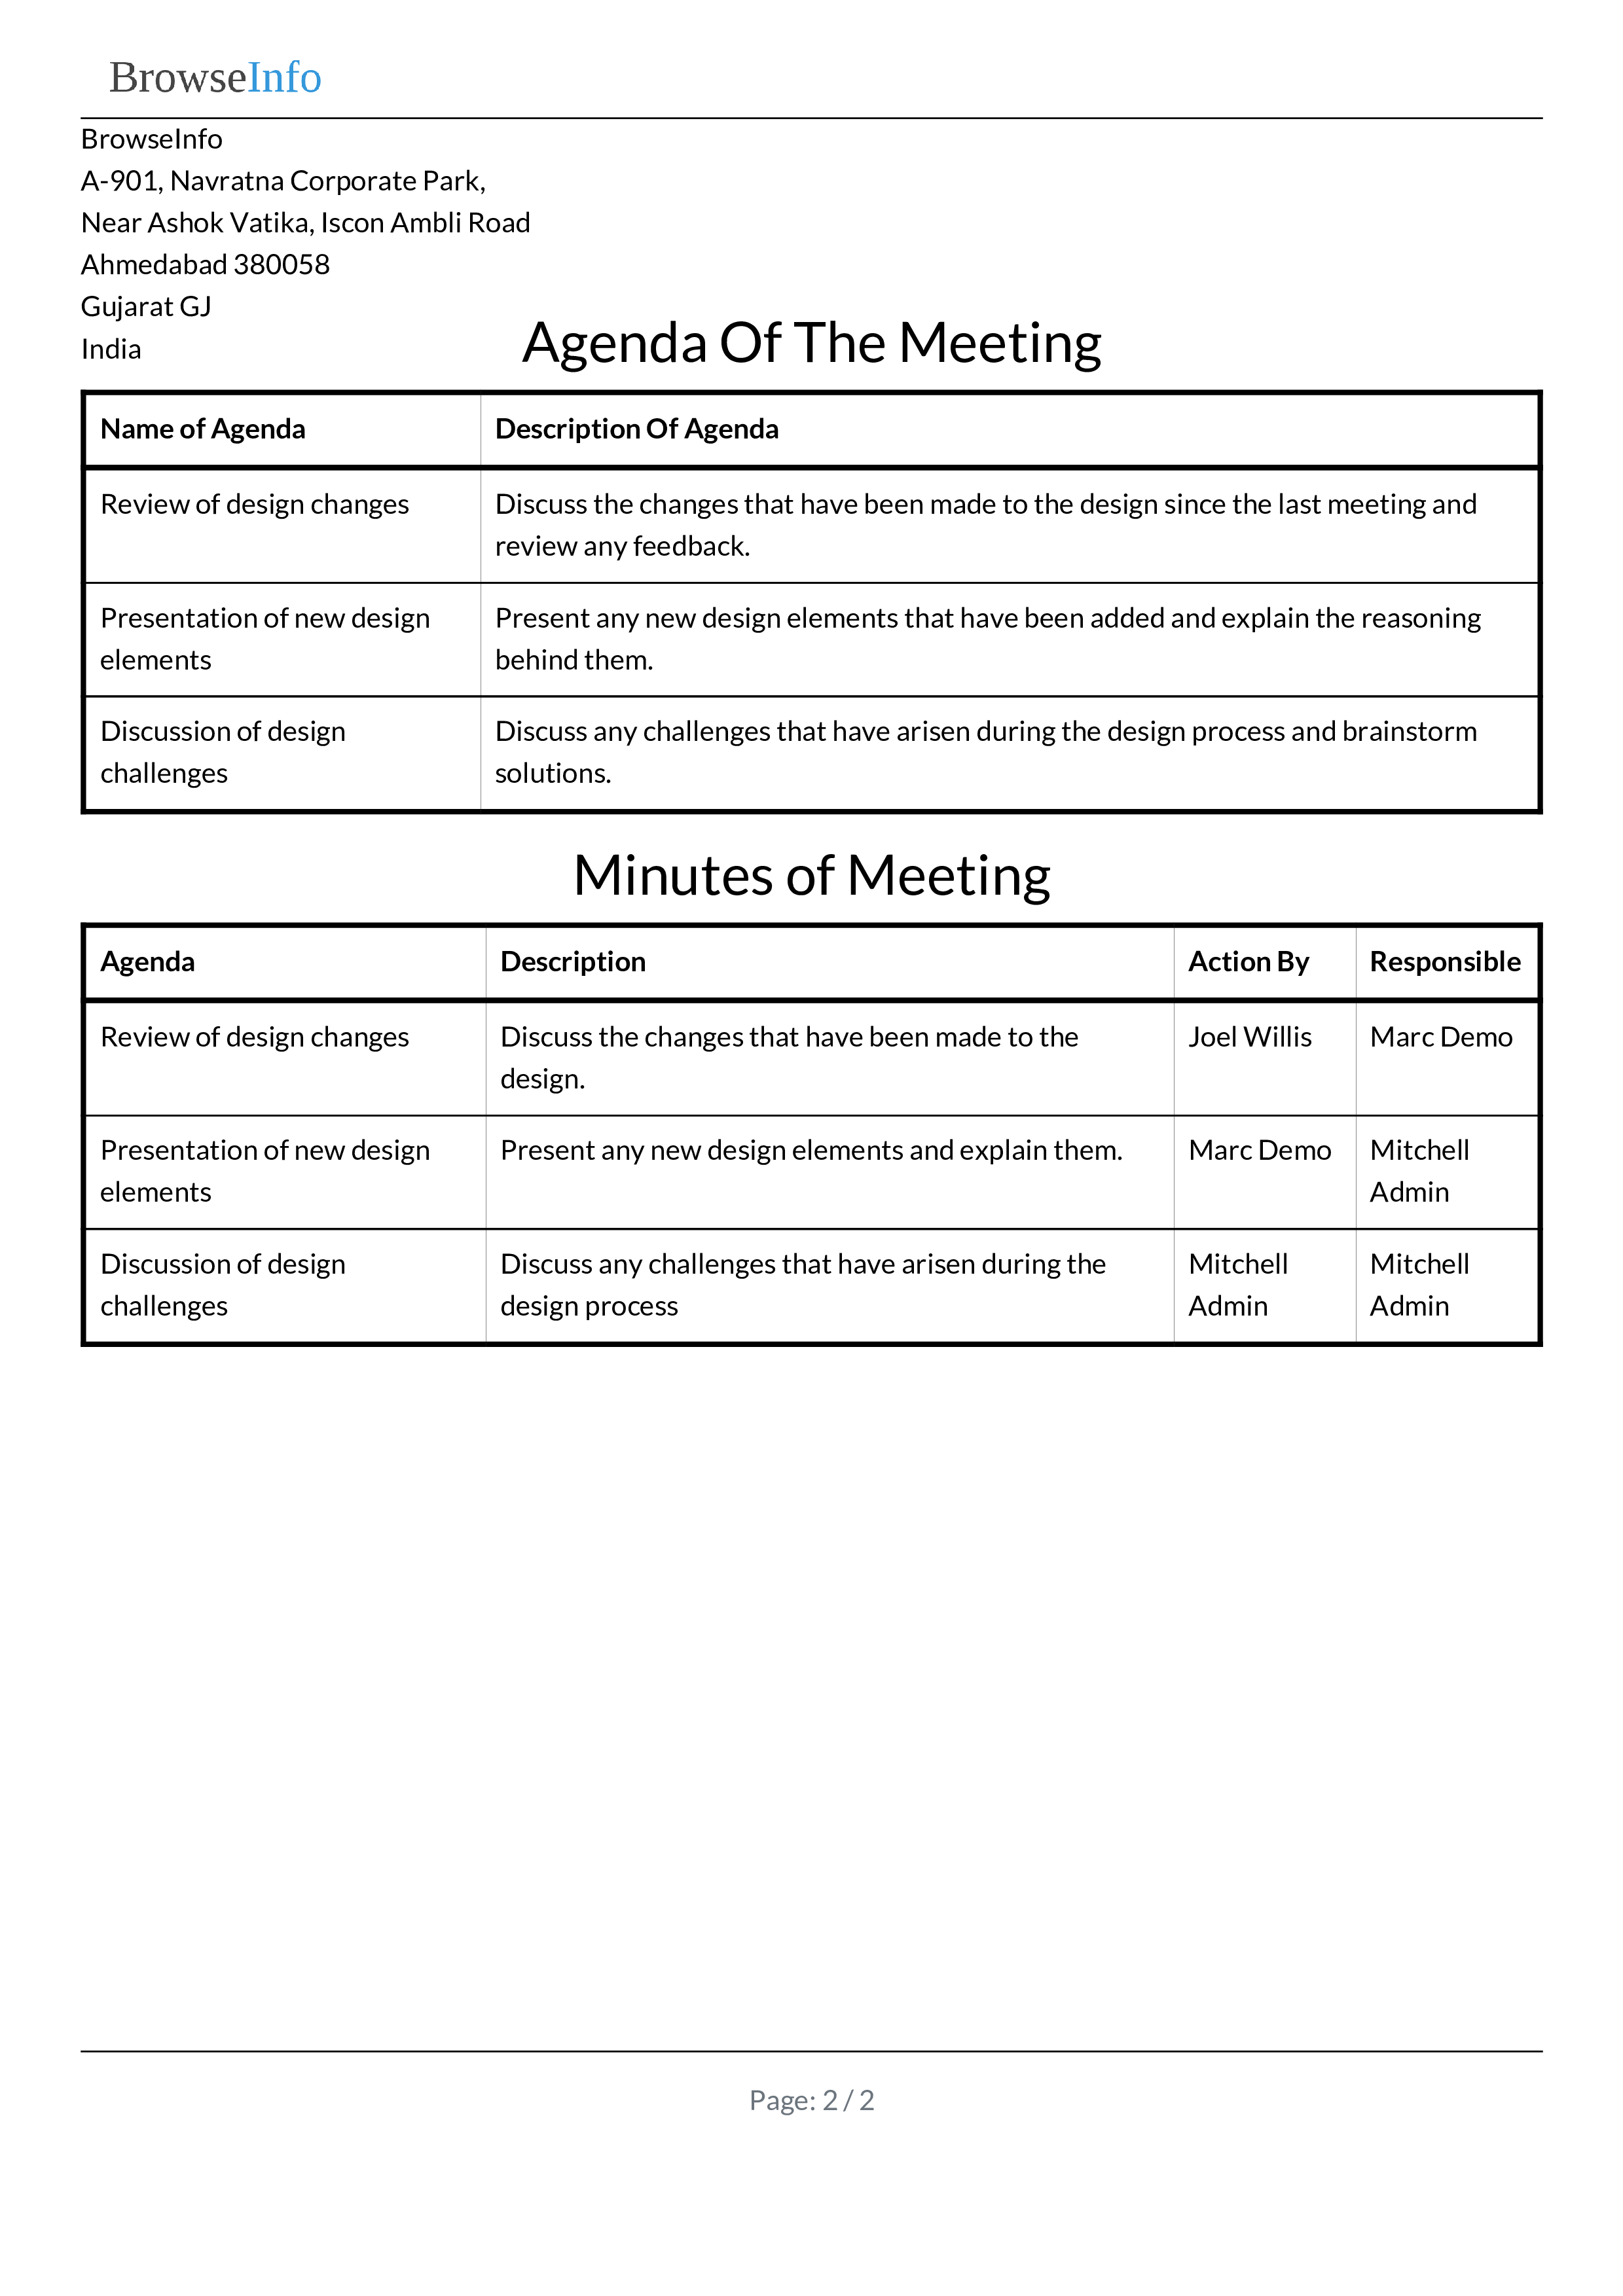 BrowseInfo
BrowseInfo
A-901, Navratna Corporate Park,
Near Ashok Vatika, Iscon Ambli Road
Ahmedabad 380058
Gujarat GJ
India
Agenda Of The Meeting
Name of Agenda Description Of Agenda
Review of design changes Discuss the changes that have been made to the design since the last meeting and
review any feedback.
Presentation of new design Present any new design elements that have been added and explain the reasoning
elements behind them.
Discussion of design Discuss any challenges that have arisen during the design process and brainstorm
challenges solutions.
Minutes of Meeting
Agenda Description Action By Responsible
Review of design changes Discuss the changes that have been made to the Joel Willis Marc Demo
design.
Presentation of new design Present any new design elements and explain them. Marc Demo Mitchell
elements Admin
Discussion of design Discuss any challenges that have arisen during the Mitchell Mitchell
challenges design process Admin Admin
Page: 2 / 2